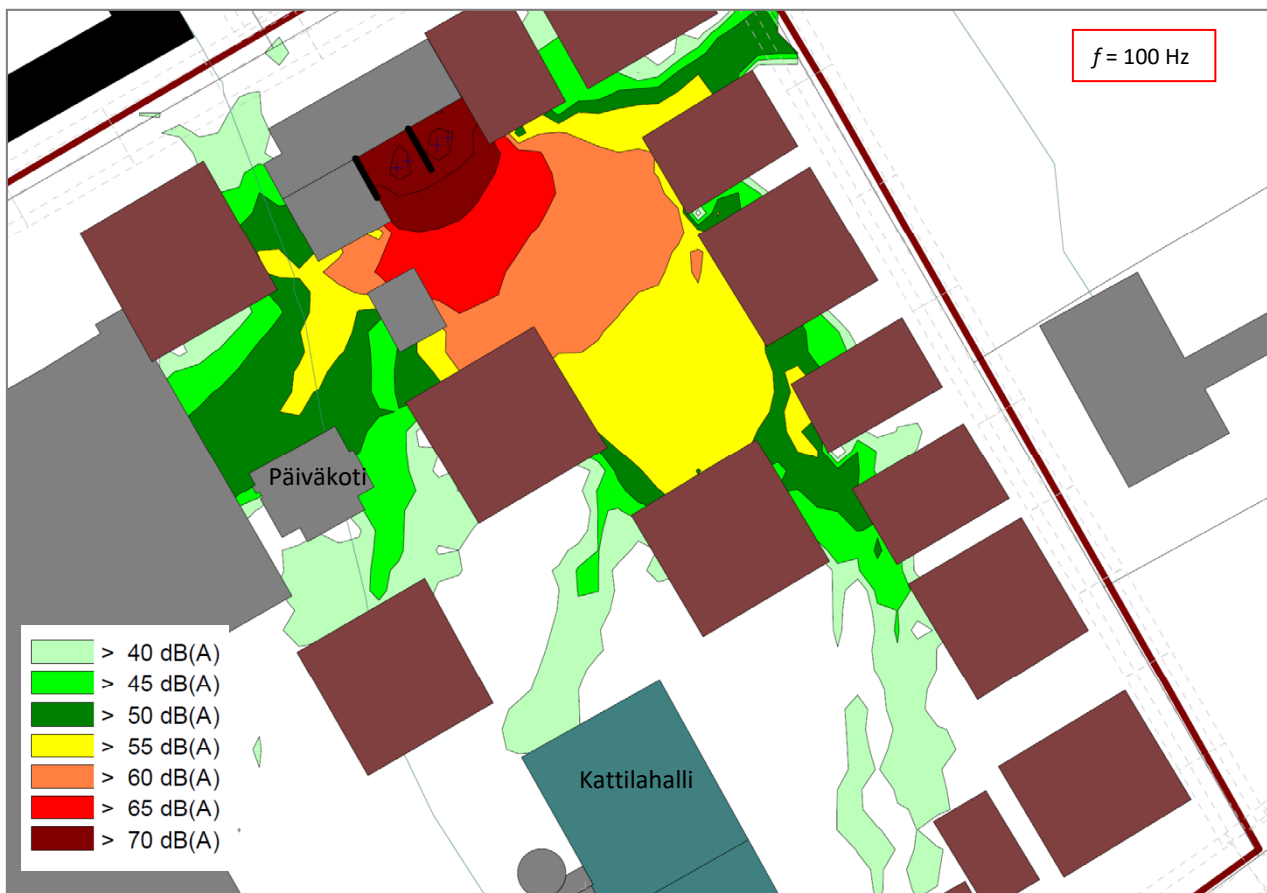 f = 100 Hz
Päiväkoti
> 40 dB(A)
> 45 dB(A)
> 50 dB(A)
> 55 dB(A)
> 60 dB(A)
> 65 dB(A)
> 70 dB(A)
Kattilahalli